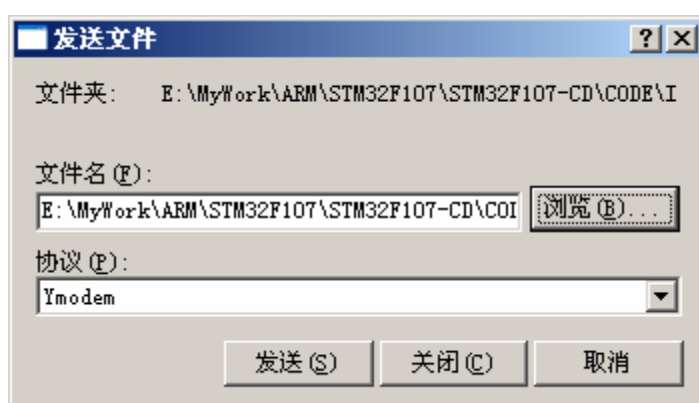 发送文件
文件夹: E:\MyWork\ARM\STM32F107\STM32F107-CD\CODE\I
文件名(F):
E:\MyWork\ARM\STM32F107\STM32F107-CD\COI
浏览(B)...
协议(P):
Ymodem
发送(S) 关闭(C) 取消